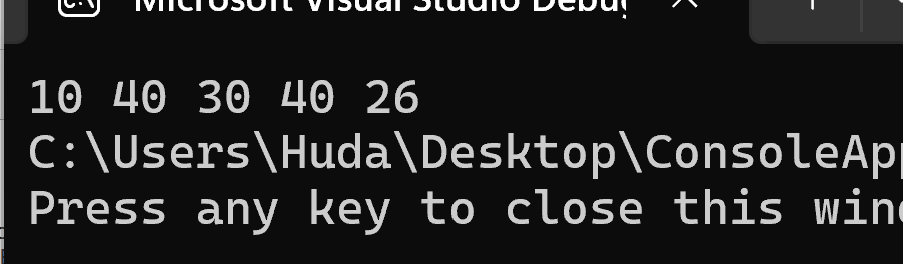 Microsoft Visual Studio Debu
10 40 30 40 26
C:\Users\Huda\Desktop\ConsoleAp
Press any key to close this win